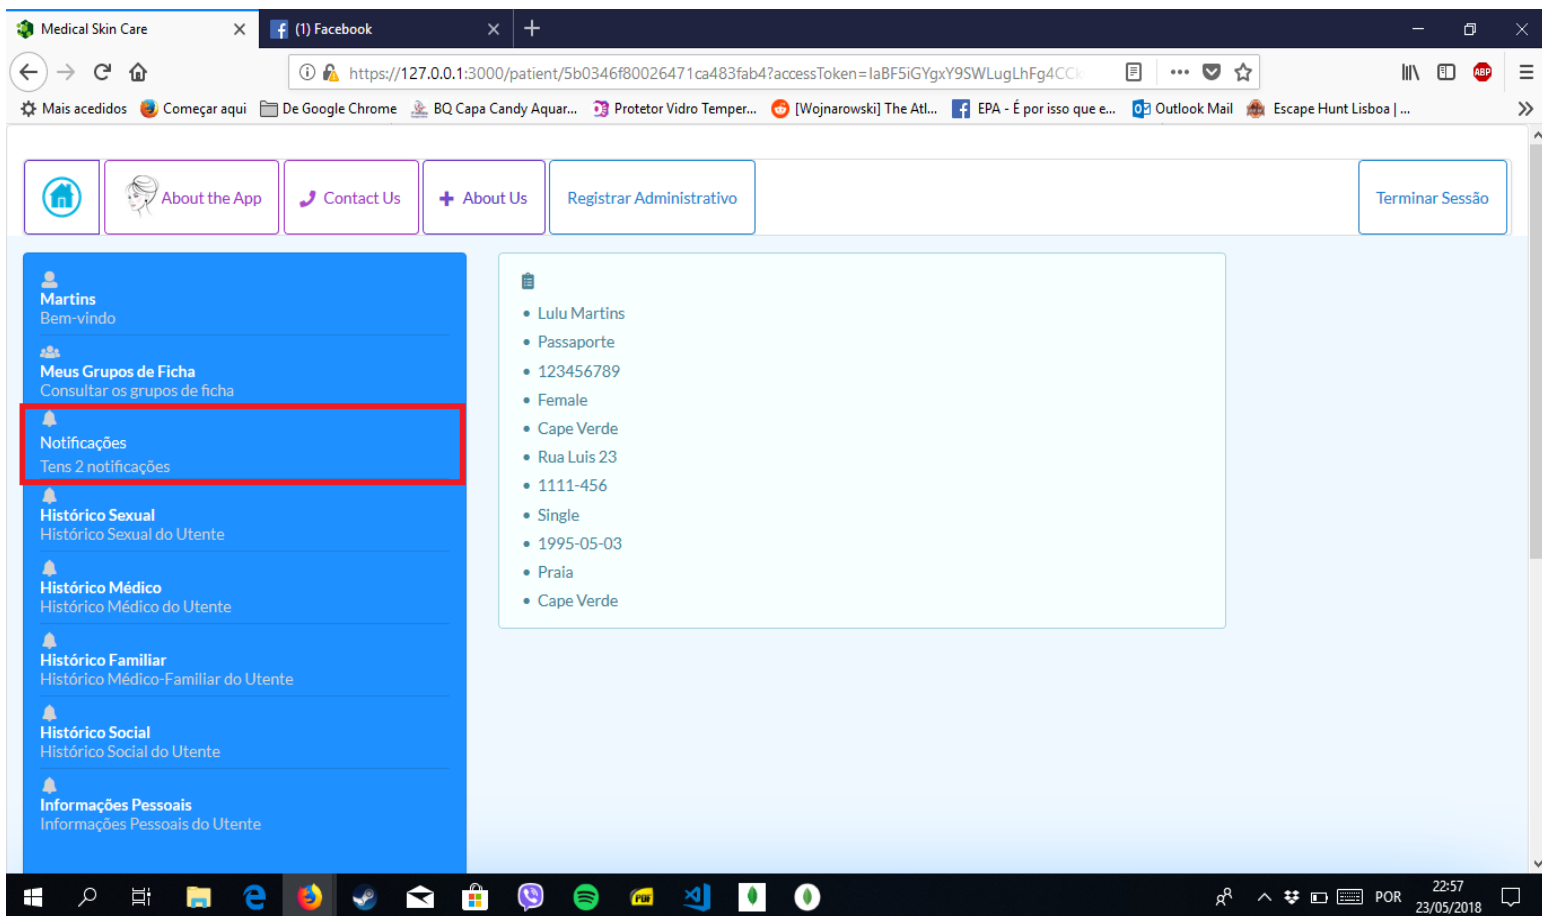 Medical Skin Care
(1) Facebook
https://127.0.0.1:3000/patient/5b0346f80026471ca483fab4?accessToken=IaBF5iGYgxY9SWLugLhFg4CCk
ABP
Mais acedidos
Começar aqui
De Google Chrome
BQ Capa Candy Aquar...
Protetor Vidro Temper...
[Wojnarowski] The Atl...
EPA - É por isso que e...
Outlook Mail
Escape Hunt Lisboa | ...
About the App
Contact Us
About Us
Registrar Administrativo
Terminar Sessão
Martins
Bem-vindo
Meus Grupos de Ficha
Consultar os grupos de ficha
Notificações
Tens 2 notificações
Histórico Sexual
Histórico Sexual do Utente
Histórico Médico
Histórico Médico do Utente
Histórico Familiar
Histórico Médico-Familiar do Utente
Histórico Social
Histórico Social do Utente
Informações Pessoais
Informações Pessoais do Utente
Lulu Martins
Passaporte
123456789
Female
Cape Verde
Rua Luis 23
1111-456
Single
1995-05-03
Praia
Cape Verde
PDF
POR
22:57
23/05/2018